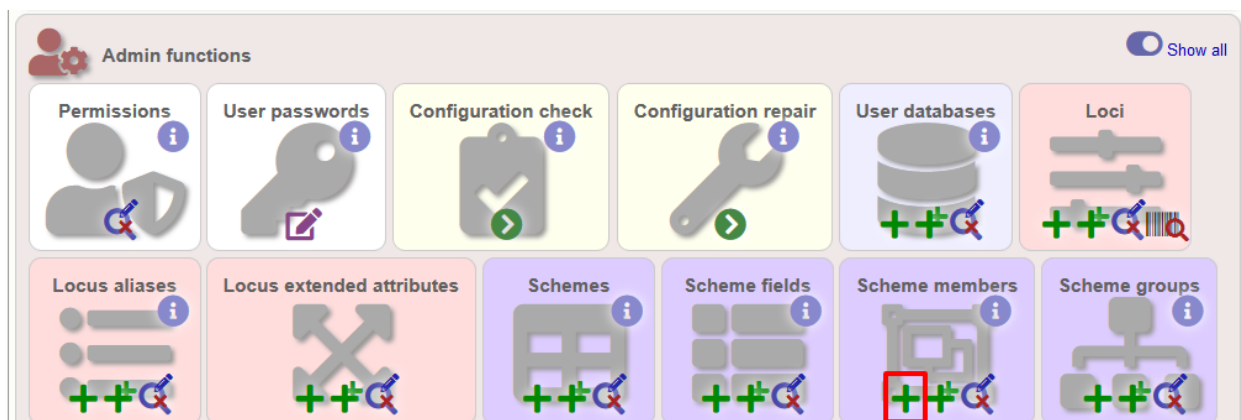 Admin functions
Show all
Permissions
User passwords
Configuration check
Configuration repair
User databases
Loci
Locus aliases
Locus extended attributes
Schemes
Scheme fields
Scheme members
Scheme groups